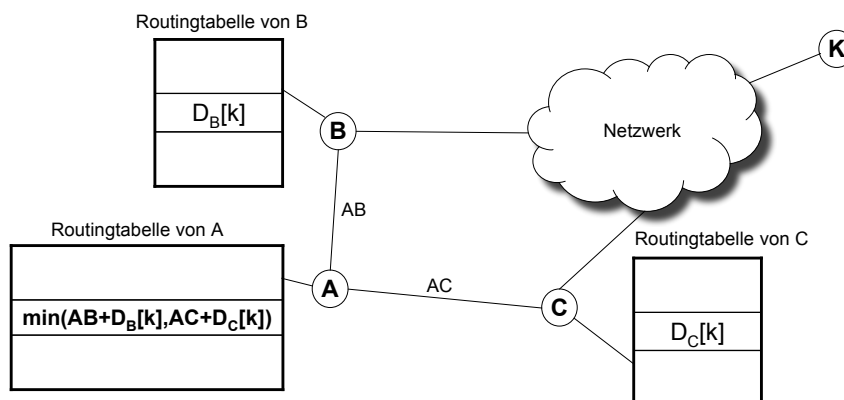 Routingtabelle von B
K
D_B[k]
B
Netzwerk
AB
Routingtabelle von A
Routingtabelle von C
A
AC
C
min(AB+D_B[k],AC+D_C[k])
D_C[k]